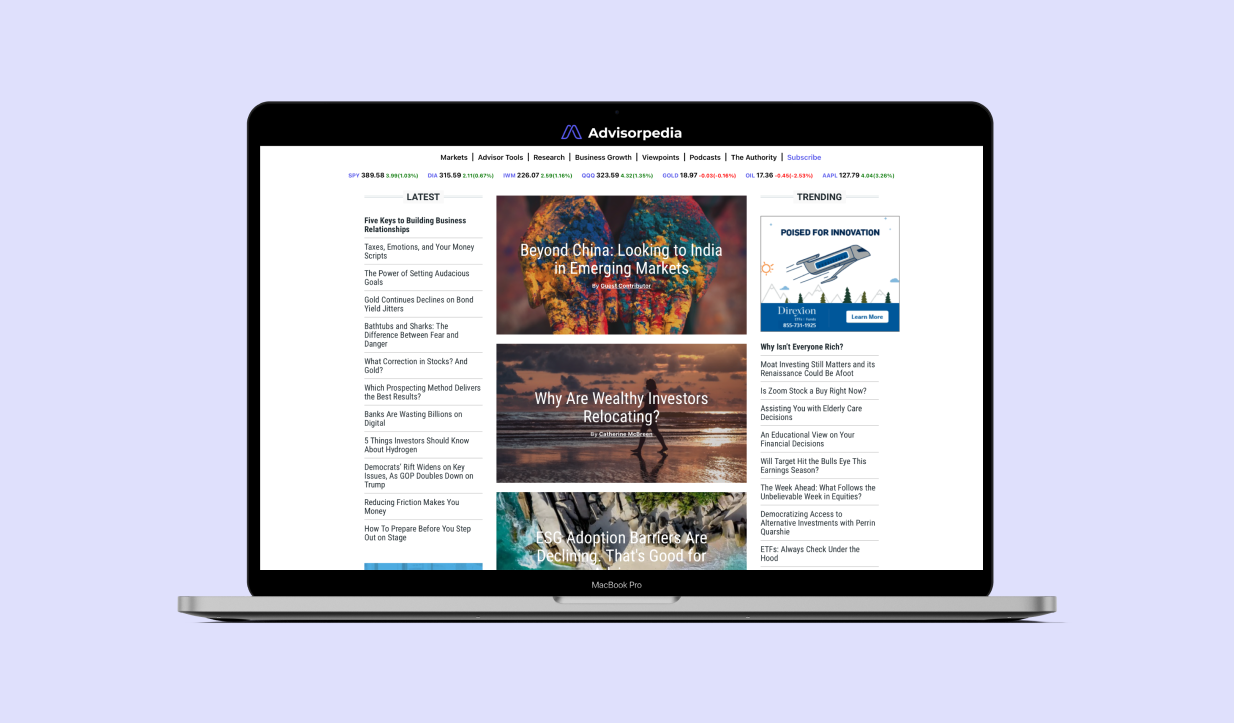 Advisorpedia
Markets | Advisor Tools | Research | Business Growth | Viewpoints | Podcasts | The Authority | Subscribe
SPY 389.58 3.96(1.03%) DIA 315.59 2.11(0.67%) IWM 226.07 2.59(1.16%) QQQ 323.59 4.32(1.35%) GOLD 18.97 -0.03(-0.16%) OIL 17.36 -0.45(-2.53%) AAPL 127.79 4.04(3.26%)
LATEST
Five Keys to Building Business
Relationships
Taxes, Emotions, and Your Money
Scripts
The Power of Setting Audacious
Goals
Gold Continues Declines on Bond
Yield Jitters
Bathtubs and Sharks: The
Difference Between Fear and
Danger
What Correction in Stocks? And
Gold?
Which Prospecting Method Delivers
the Best Results?
Banks Are Wasting Billions on
Digital
5 Things Investors Should Know
About Hydrogen
Democrats' Rift Widens on Key
Issues, As GOP Doubles Down on
Trump
Reducing Friction Makes You
Money
How To Prepare Before You Step
Out on Stage
Beyond China: Looking to India
in Emerging Markets
By Guest Contributor
Why Are Wealthy Investors
Relocating?
By Catherine McBreen
ESG Adoption Barriers Are
Declining. That's Good for
TRENDING
POISED FOR INNOVATION
Direxion
855-731-1925
Learn More
Why Isn't Everyone Rich?
Moat Investing Still Matters and its
Renaissance Could Be Afoot
Is Zoom Stock a Buy Right Now?
Assisting You with Elderly Care
Decisions
An Educational View on Your
Financial Decisions
Will Target Hit the Bulls Eye This
Earnings Season?
The Week Ahead: What Follows the
Unbelievable Week in Equities?
Democratizing Access to
Alternative Investments with Perrin
Quarshie
ETFs: Always Check Under the
Hood
MacBook Pro